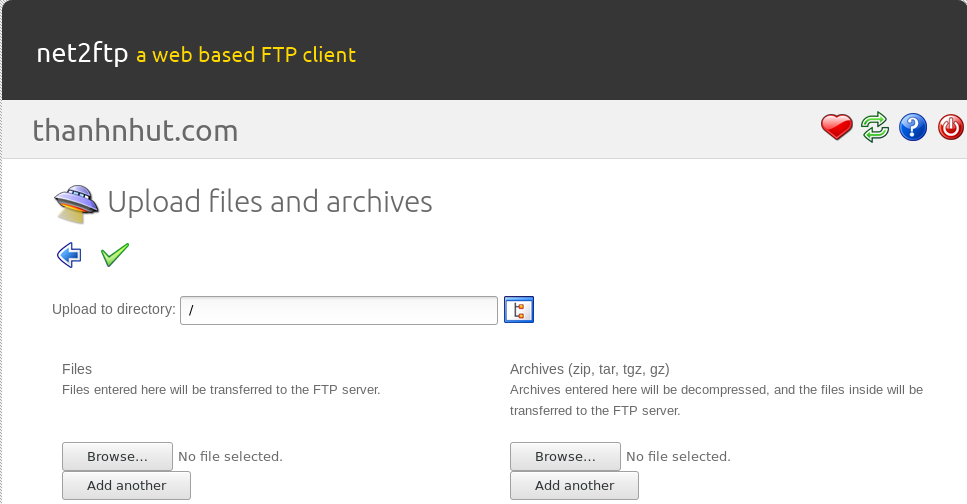 net2ftp a web based FTP client
thanhnhut.com
Upload files and archives
Upload to directory: /
Files
Files entered here will be transferred to the FTP server.
Browse... No file selected.
Add another
Archives (zip, tar, tgz, gz)
Archives entered here will be decompressed, and the files inside will be
transferred to the FTP server.
Browse... No file selected.
Add another